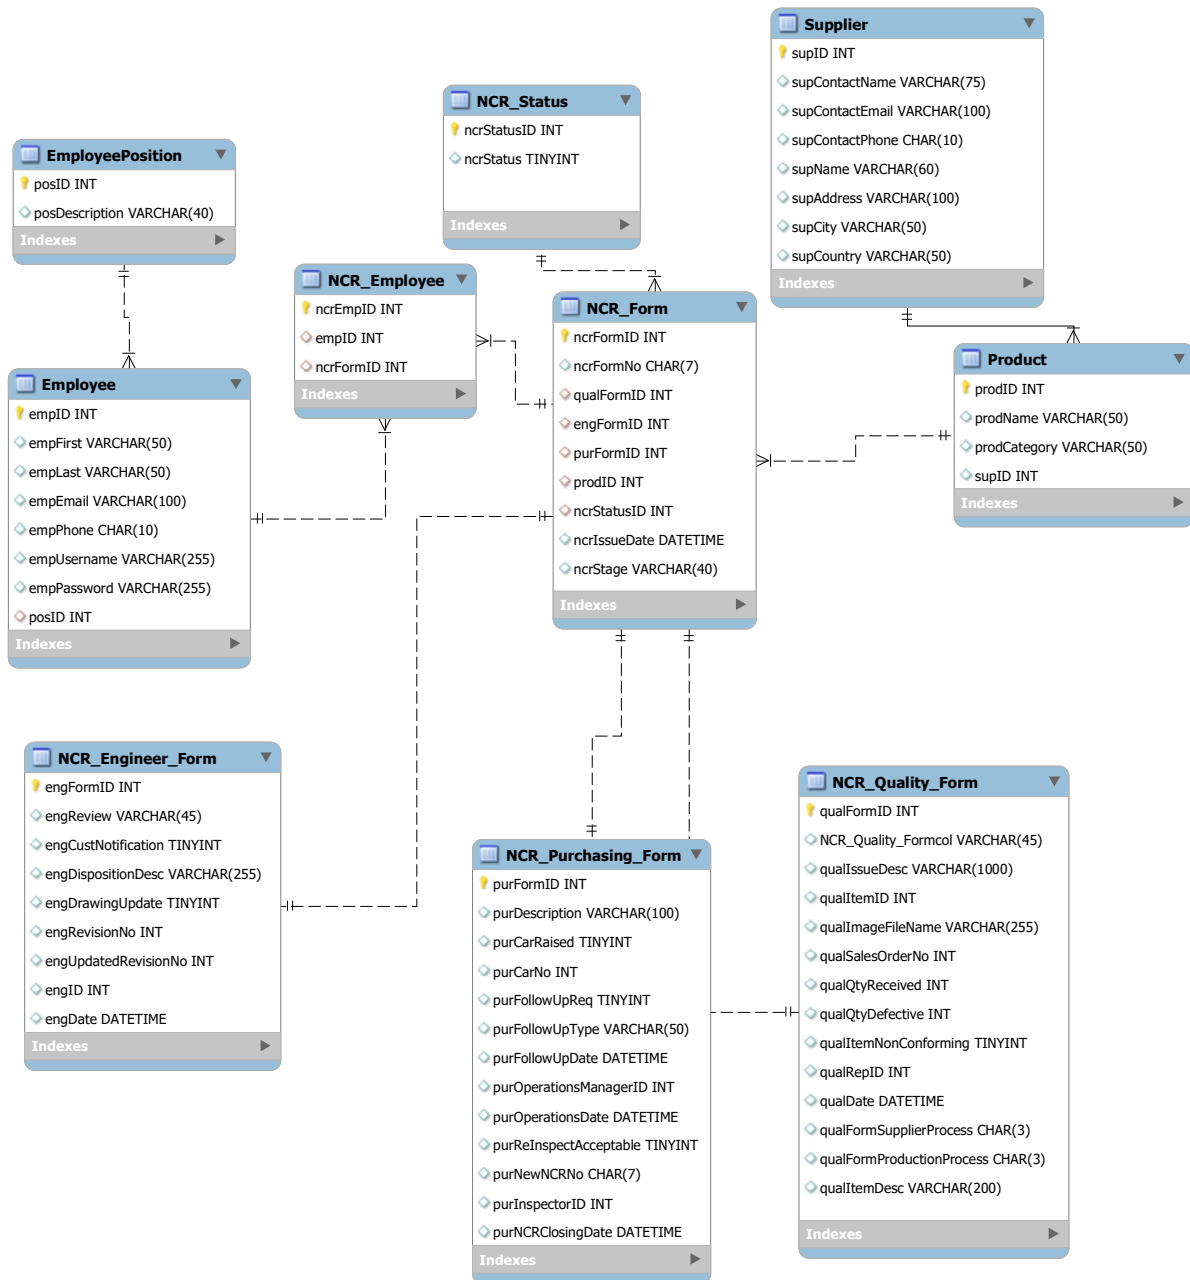 Supplier
supID INT
supContactName VARCHAR(75)
supContactEmail VARCHAR(100)
supContactPhone CHAR(10)
supName VARCHAR(60)
supAddress VARCHAR(100)
supCity VARCHAR(50)
supCountry VARCHAR(50)
Indexes
NCR_Status
ncrStatusID INT
ncrStatus TINYINT
Indexes
EmployeePosition
posID INT
posDescription VARCHAR(40)
Indexes
NCR_Employee
ncrEmpID INT
empID INT
ncrFormID INT
Indexes
NCR_Form
ncrFormID INT
ncrFormNo CHAR(7)
qualFormID INT
engFormID INT
purFormID INT
prodID INT
ncrStatusID INT
ncrIssueDate DATETIME
ncrStage VARCHAR(40)
Indexes
Product
prodID INT
prodName VARCHAR(50)
prodCategory VARCHAR(50)
supID INT
Indexes
Employee
empID INT
empFirst VARCHAR(50)
empLast VARCHAR(50)
empEmail VARCHAR(100)
empPhone CHAR(10)
empUsername VARCHAR(255)
empPassword VARCHAR(255)
posID INT
Indexes
NCR_Engineer_Form
engFormID INT
engReview VARCHAR(45)
engCustNotification TINYINT
engDispositionDesc VARCHAR(255)
engDrawingUpdate TINYINT
engRevisionNo INT
engUpdatedRevisionNo INT
engID INT
engDate DATETIME
Indexes
NCR_Purchasing_Form
purFormID INT
purDescription VARCHAR(100)
purCarRaised TINYINT
purCarNo INT
purFollowUpReq TINYINT
purFollowUpType VARCHAR(50)
purFollowUpDate DATETIME
purOperationsManagerID INT
purOperationsDate DATETIME
purReInspectAcceptable TINYINT
purNewNCRNo CHAR(7)
purInspectorID INT
purNCRClosingDate DATETIME
Indexes
NCR_Quality_Form
qualFormID INT
NCR_Quality_Formcol VARCHAR(45)
qualIssueDesc VARCHAR(1000)
qualItemID INT
qualImageFileName VARCHAR(255)
qualSalesOrderNo INT
qualQtyReceived INT
qualQtyDefective INT
qualItemNonConforming TINYINT
qualRepID INT
qualDate DATETIME
qualFormSupplierProcess CHAR(3)
qualFormProductionProcess CHAR(3)
qualItemDesc VARCHAR(200)
Indexes